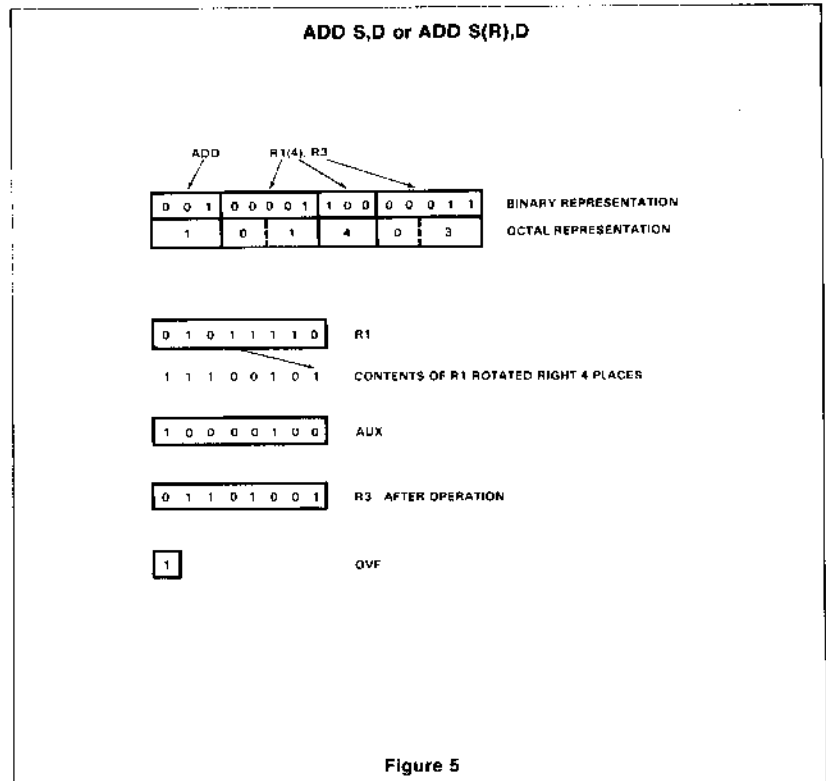 ADD S,D or ADD S(R),D
ADD R1(4), R3
0 0 1 0 0 0 0 1 1 0 0 0 0 0 1 1 BINARY REPRESENTATION
1 0 1 4 0 3 OCTAL REPRESENTATION
0 1 0 1 1 1 1 0 R1
1 1 1 0 0 1 0 1 CONTENTS OF R1 ROTATED RIGHT 4 PLACES
1 0 0 0 0 1 0 0 AUX
0 1 1 0 1 0 0 1 R3 AFTER OPERATION
1 OVF
Figure 5